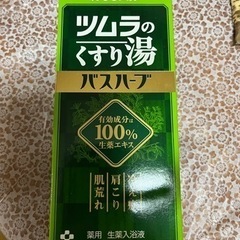 ツムラの
くすり湯
バスハーブ
有効成分は
100%
生薬エキス
肩こり
肌荒れ
薬用 生薬入浴液